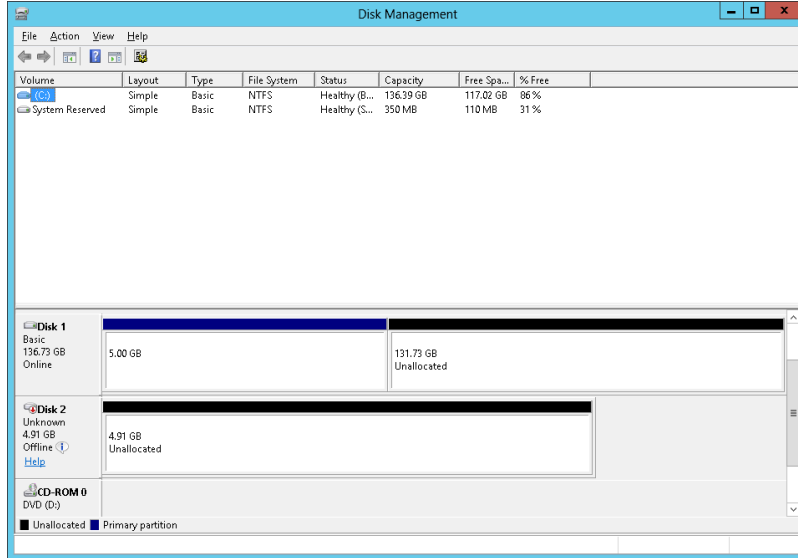 Disk Management
File Action View Help
Volume Layout Type File System Status Capacity Free Spa... % Free
(C:) Simple Basic NTFS Healthy (B... 136.39 GB 117.02 GB 86 %
System Reserved Simple Basic NTFS Healthy (S... 350 MB 110 MB 31 %
Disk 1
Basic
136.73 GB
Online
5.00 GB
131.73 GB
Unallocated
Disk 2
Unknown
4.91 GB
Offline
Help
4.91 GB
Unallocated
CD-ROM 0
DVD (D:)
Unallocated Primary partition